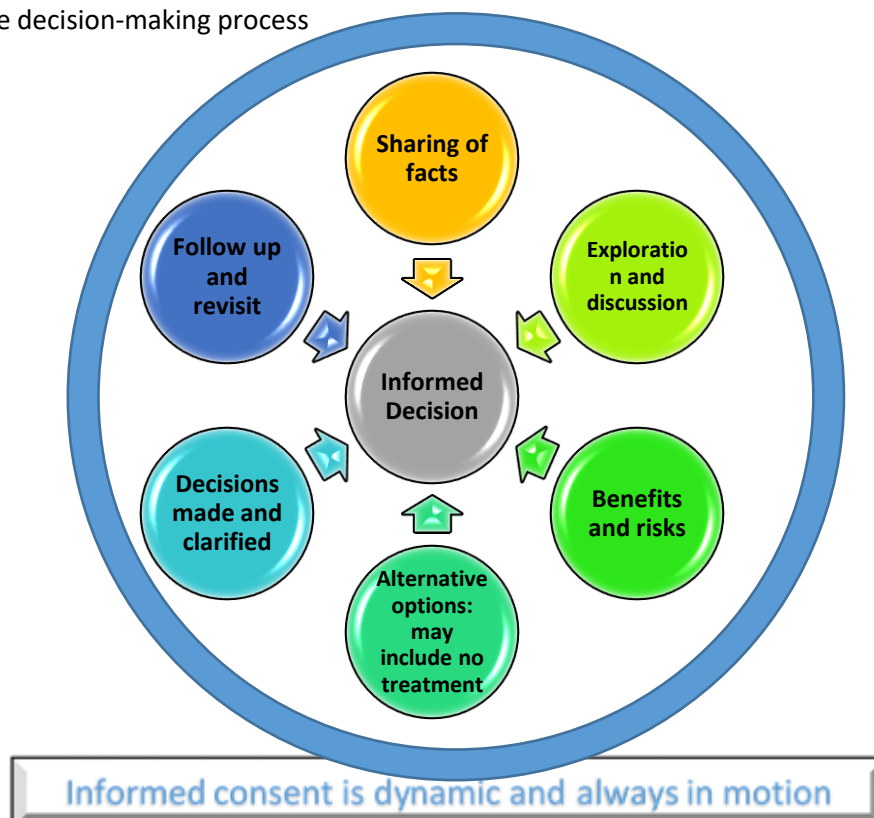 e decision-making process
Sharing of
facts
Exploratio
n and
discussion
Benefits
and risks
Alternative
options:
may
include no
treatment
Decisions
made and
clarified
Follow up
and
revisit
Informed
Decision
Informed consent is dynamic and always in motion